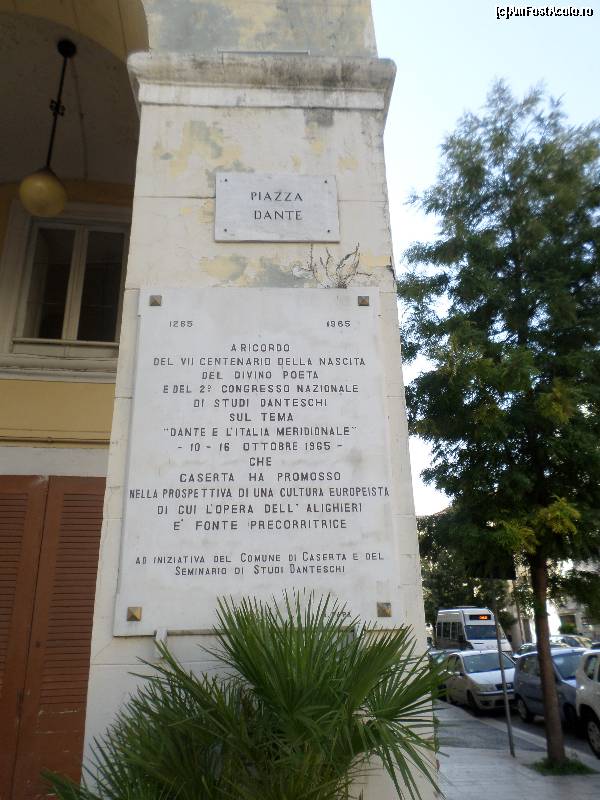 (c)AmFostAcolo.ro
PIAZZA
DANTE
1265 1965
A RICORDO
DEL VII CENTENARIO DELLA NASCITA
DEL DIVINO POETA
E DEL 2º CONGRESSO NAZIONALE
DI STUDI DANTESCHI
SUL TEMA
"DANTE E L'ITALIA MERIDIONALE"
- 10 - 16 OTTOBRE 1965 -
CHE
CASERTA HA PROMOSSO
NELLA PROSPETTIVA DI UNA CULTURA EUROPEISTA
DI CUI L'OPERA DELL'ALIGHIERI
E' FONTE PRECORRITRICE
AD INIZIATIVA DEL COMUNE DI CASERTA E DEL
SEMINARIO DI STUDI DANTESCHI